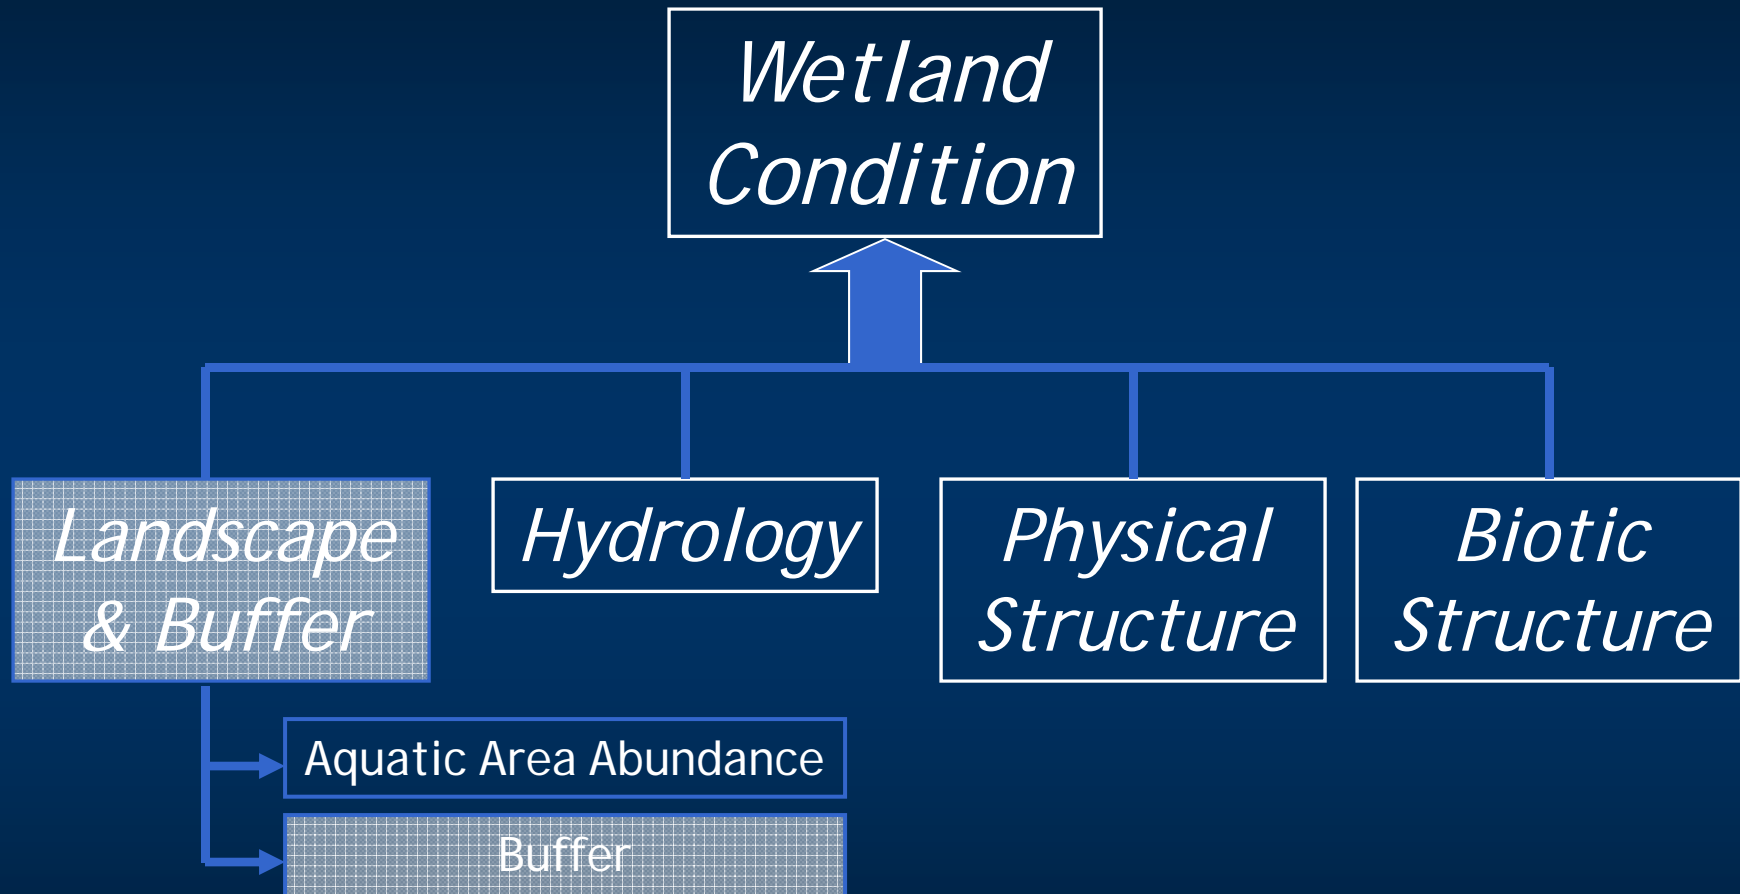 Wetland
Condition
Landscape
& Buffer
Hydrology
Physical
Structure
Biotic
Structure
Aquatic Area Abundance
Buffer